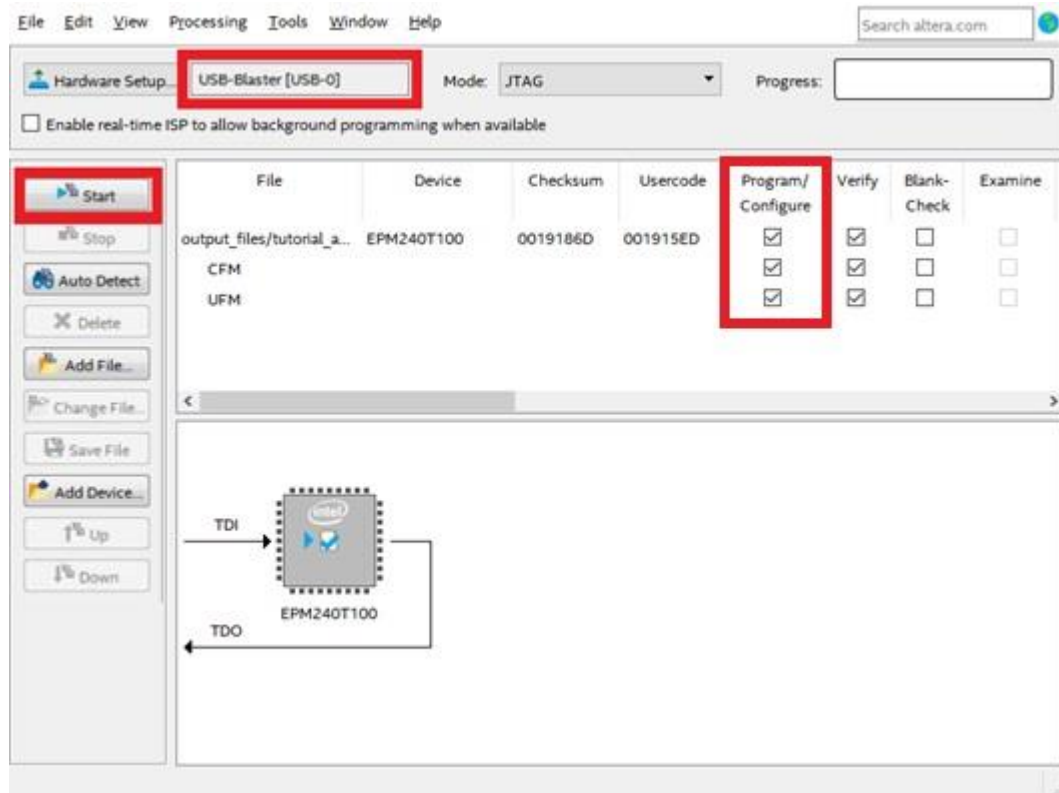 File Edit View Processing Tools Window Help
Search altera.com
Hardware Setup... USB-Blaster [USB-0] Mode: JTAG Progress:
Enable real-time ISP to allow background programming when available
Start
Stop
Auto Detect
Delete
Add File...
Change File...
Save File
Add Device...
Up
Down
File Device Checksum Usercode Program/ Verify Blank- Examine
Configure Check
output_files/tutorial_a... EPM240T100 0019186D 001915ED
CFM
UFM
intel
TDI
EPM240T100
TDO